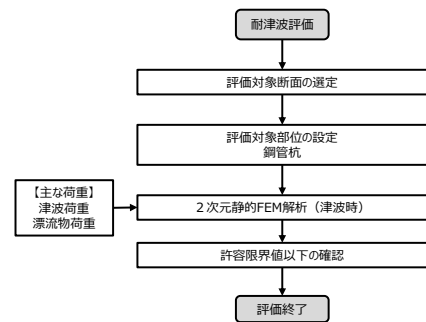 耐津波評価
評価対象断面の選定
評価対象部位の設定
鋼管杭
【主な荷重】
津波荷重
漂流物荷重
２次元静的FEM解析（津波時）
許容限界値以下の確認
評価終了